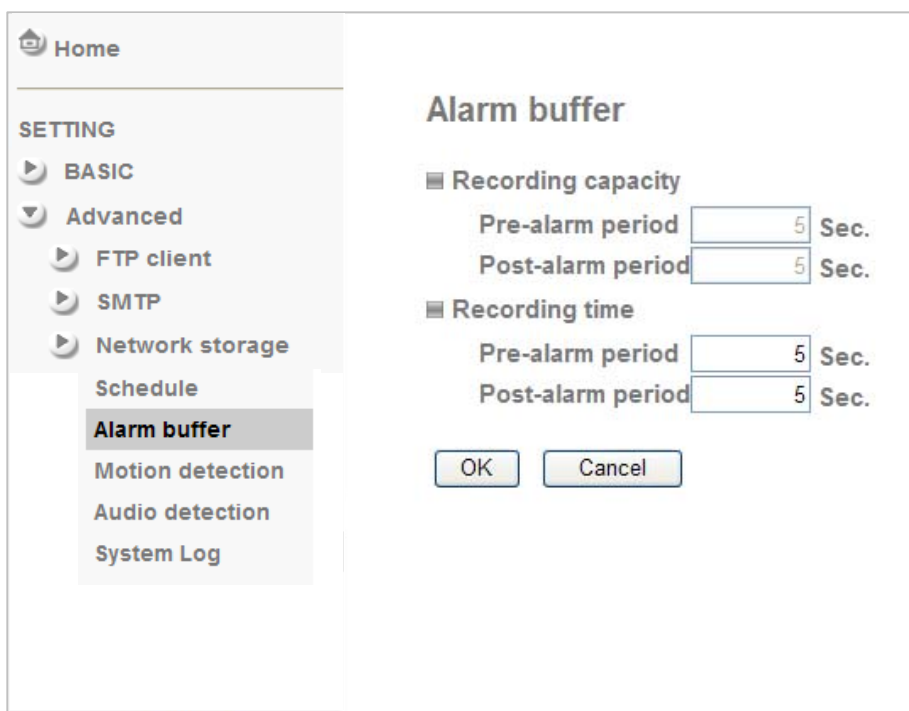 Home
SETTING
BASIC
Advanced
FTP client
SMTP
Network storage
Schedule
Alarm buffer
Motion detection
Audio detection
System Log
Alarm buffer
Recording capacity
Pre-alarm period 5 Sec.
Post-alarm period 5 Sec.
Recording time
Pre-alarm period 5 Sec.
Post-alarm period 5 Sec.
OK Cancel